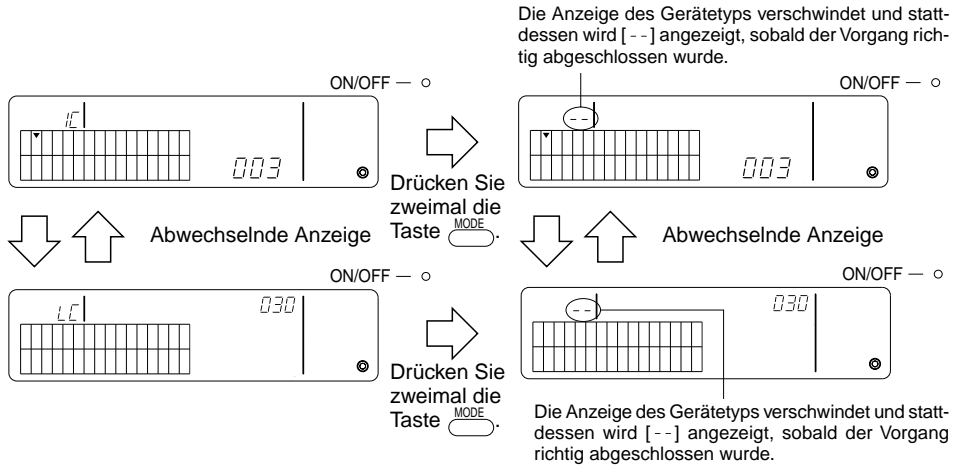 Die Anzeige des Gerätetyps verschwindet und statt-
dessen wird [--] angezeigt, sobald der Vorgang rich-
tig abgeschlossen wurde.
ON/OFF
IC
003
Drücken Sie
zweimal die
Taste MODE.
ON/OFF
--
003
Abwechselnde Anzeige
Abwechselnde Anzeige
ON/OFF
LC
030
Drücken Sie
zweimal die
Taste MODE.
ON/OFF
--
030
Die Anzeige des Gerätetyps verschwindet und statt-
dessen wird [--] angezeigt, sobald der Vorgang
richtig abgeschlossen wurde.